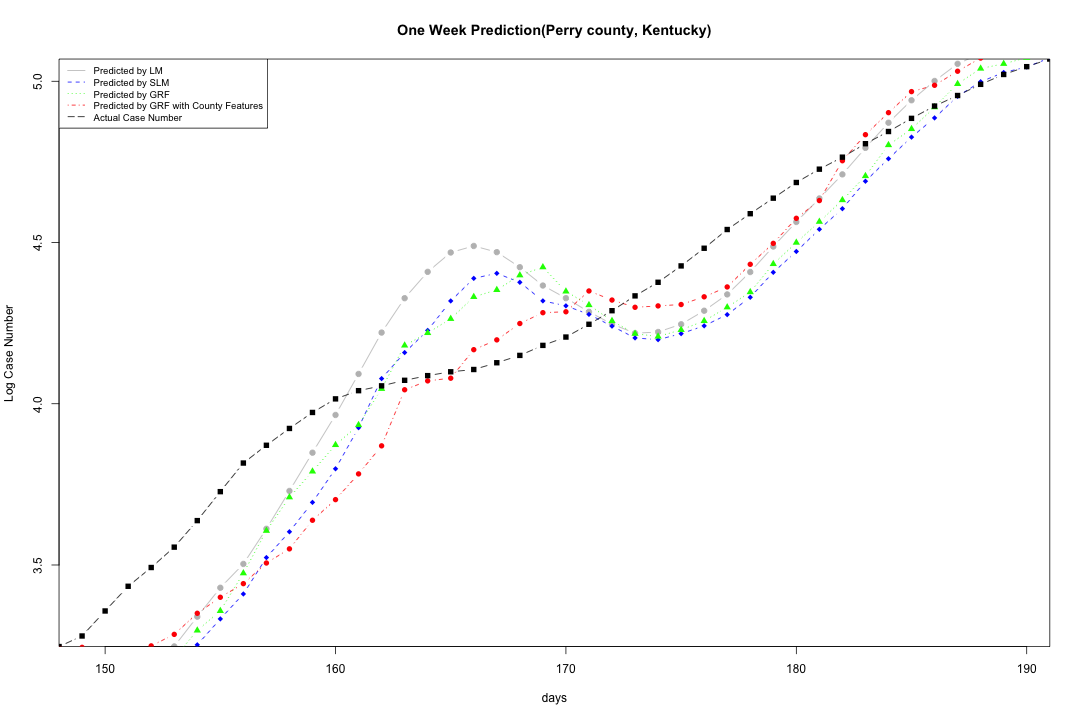 One Week Prediction(Perry county, Kentucky)
Predicted by LM
Predicted by SLM
Predicted by GRF
Predicted by GRF with County Features
Actual Case Number
5.0
4.5
4.0
3.5
Log Case Number
150 160 170 180 190
days